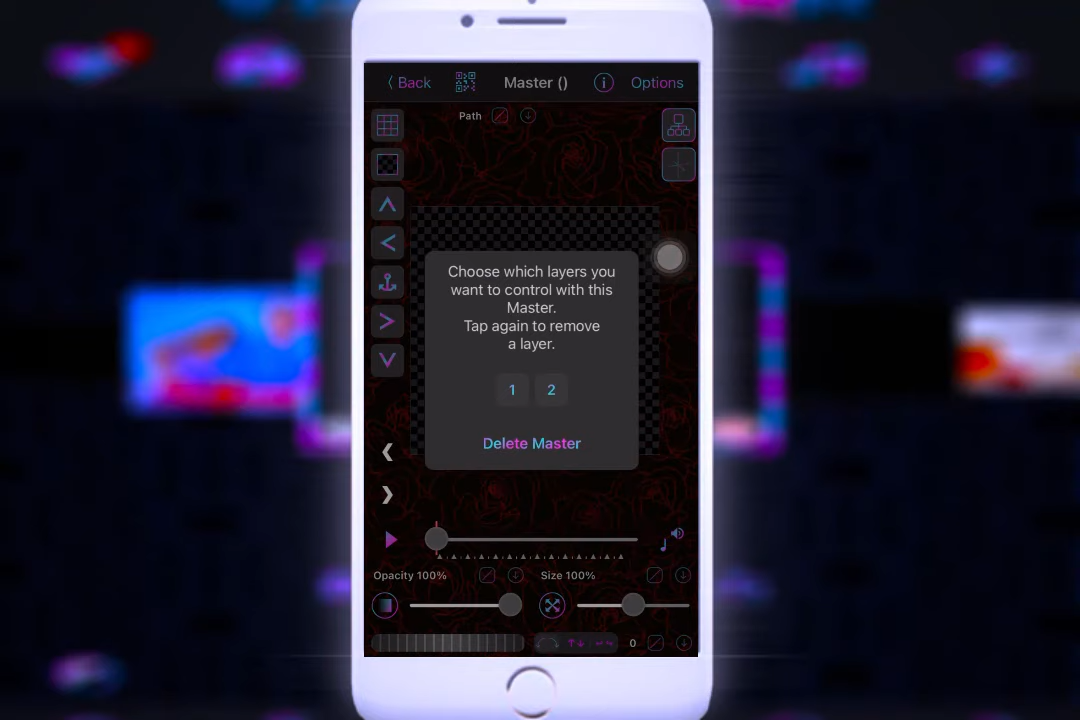 Back
Master ()
Options
Path
Choose which layers you
want to control with this
Master.
Tap again to remove
a layer.
1 2
Delete Master
Opacity 100%
Size 100%
0